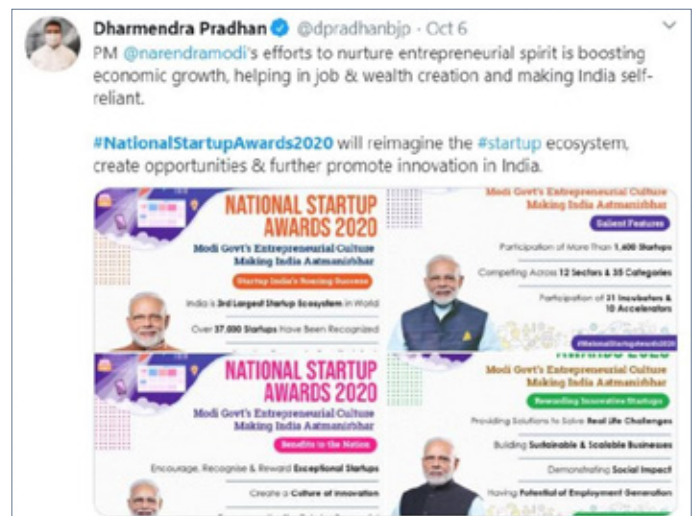 Dharmendra Pradhan @dpradhanbjp · Oct 6
PM @narendramodi's efforts to nurture entrepreneurial spirit is boosting
economic growth, helping in job & wealth creation and making India self-
reliant.
#NationalStartupAwards2020 will reimagine the #startup ecosystem,
create opportunities & further promote innovation in India.
NATIONAL STARTUP
AWARDS 2020
Modi Govt's Entrepreneurial Culture
Making India Aatmanirbhar
Startup India's Roaring Success
India is 3rd Largest Startup Ecosystem in World
Over 37,000 Startups Have Been Recognized
Modi Govt's Entrepreneurial Culture
Making India Aatmanirbhar
Salient Features
Participation of More Than 1,600 Startups
Competing Across 12 Sectors & 35 Categories
Participation of 31 Incubators &
10 Accelerators
#NationalStartupAwards2020
NATIONAL STARTUP
AWARDS 2020
Modi Govt's Entrepreneurial Culture
Making India Aatmanirbhar
Benefits to the Nation
Encourage, Recognise & Reward Exceptional Startups
Create a Culture of Innovation
AWARDS 2020
Modi Govt's Entrepreneurial Culture
Making India Aatmanirbhar
Rewarding Innovative Startups
Providing Solutions to Solve Real Life Challenges
Building Sustainable & Scalable Businesses
Demonstrating Social Impact
Having Potential of Employment Generation